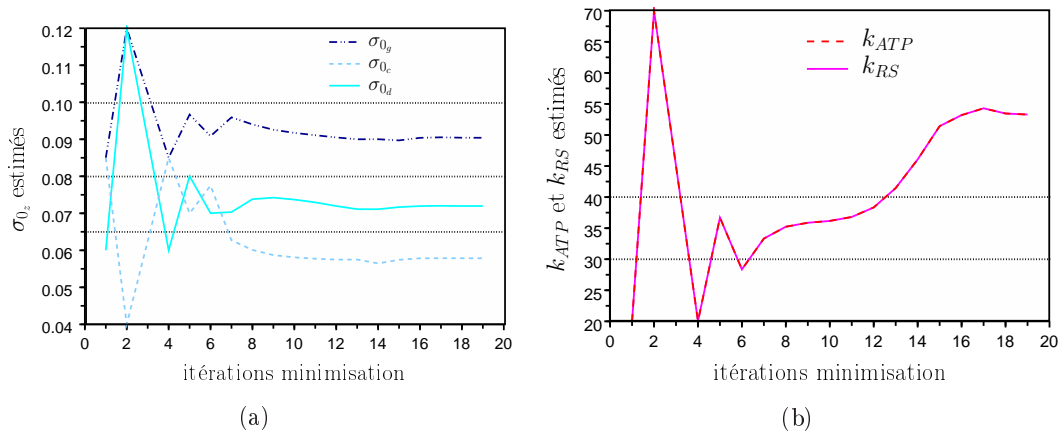 0.12
0.11
0.10
0.09
0.08
0.07
0.06
0.05
0.04
0 2 4 6 8 10 12 14 16 18 20
σ0z estimés
itérations minimisation
σ0g
σ0c
σ0d
(a)
70
65
60
55
50
45
40
35
30
25
20
0 2 4 6 8 10 12 14 16 18 20
kATP et kRS estimés
itérations minimisation
kATP
kRS
(b)